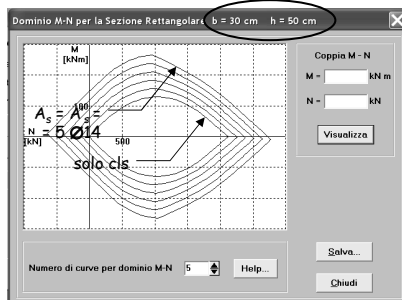 Dominio M-N per la Sezione Rettangolare b = 30 cm h = 50 cm
M
[kNm]
100
As = A's =
= 5 Ø14
N
[kN]
500
solo cls
Coppia M - N
M = kN m
N = kN
Visualizza
Numero di curve per dominio M-N 5 Help...
Salva...
Chiudi